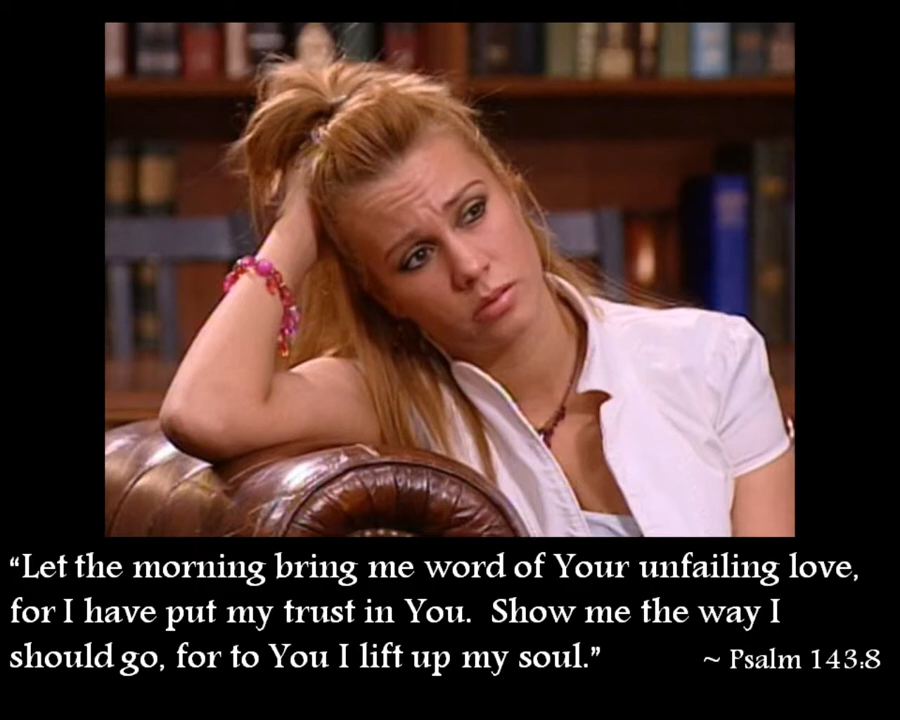 “Let the morning bring me word of Your unfailing love,
for I have put my trust in You.  Show me the way I
should go, for to You I lift up my soul.”  ~ Psalm 143:8